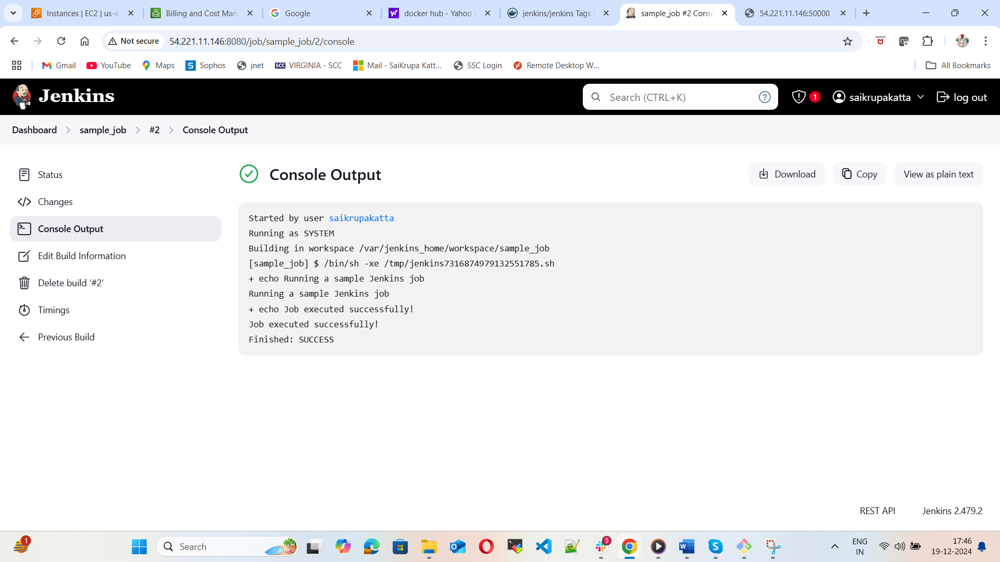 Instances | EC2 | us-e
Billing and Cost Mana
Google
docker hub - Yahoo
jenkins/jenkins Tags |
sample_job #2 Conso
54.221.11.146:50000
Not secure
54.221.11.146:8080/job/sample_job/2/console
Gmail
YouTube
Maps
S Sophos
jnet
SCC VIRGINIA - SCC
Mail - SaiKrupa Katt...
SSC Login
Remote Desktop W...
All Bookmarks
Jenkins
Search (CTRL+K)
?
1
saikrupakatta
log out
Dashboard > sample_job > #2 > Console Output
Status
Changes
Console Output
Edit Build Information
Delete build ‘#2’
Timings
Previous Build
Console Output
Download
Copy
View as plain text
Started by user saikrupakatta
Running as SYSTEM
Building in workspace /var/jenkins_home/workspace/sample_job
[sample_job] $ /bin/sh -xe /tmp/jenkins7316874979132551785.sh
+ echo Running a sample Jenkins job
Running a sample Jenkins job
+ echo Job executed successfully!
Job executed successfully!
Finished: SUCCESS
REST API
Jenkins 2.479.2
1
Search
5
ENG
IN
17:46
19-12-2024